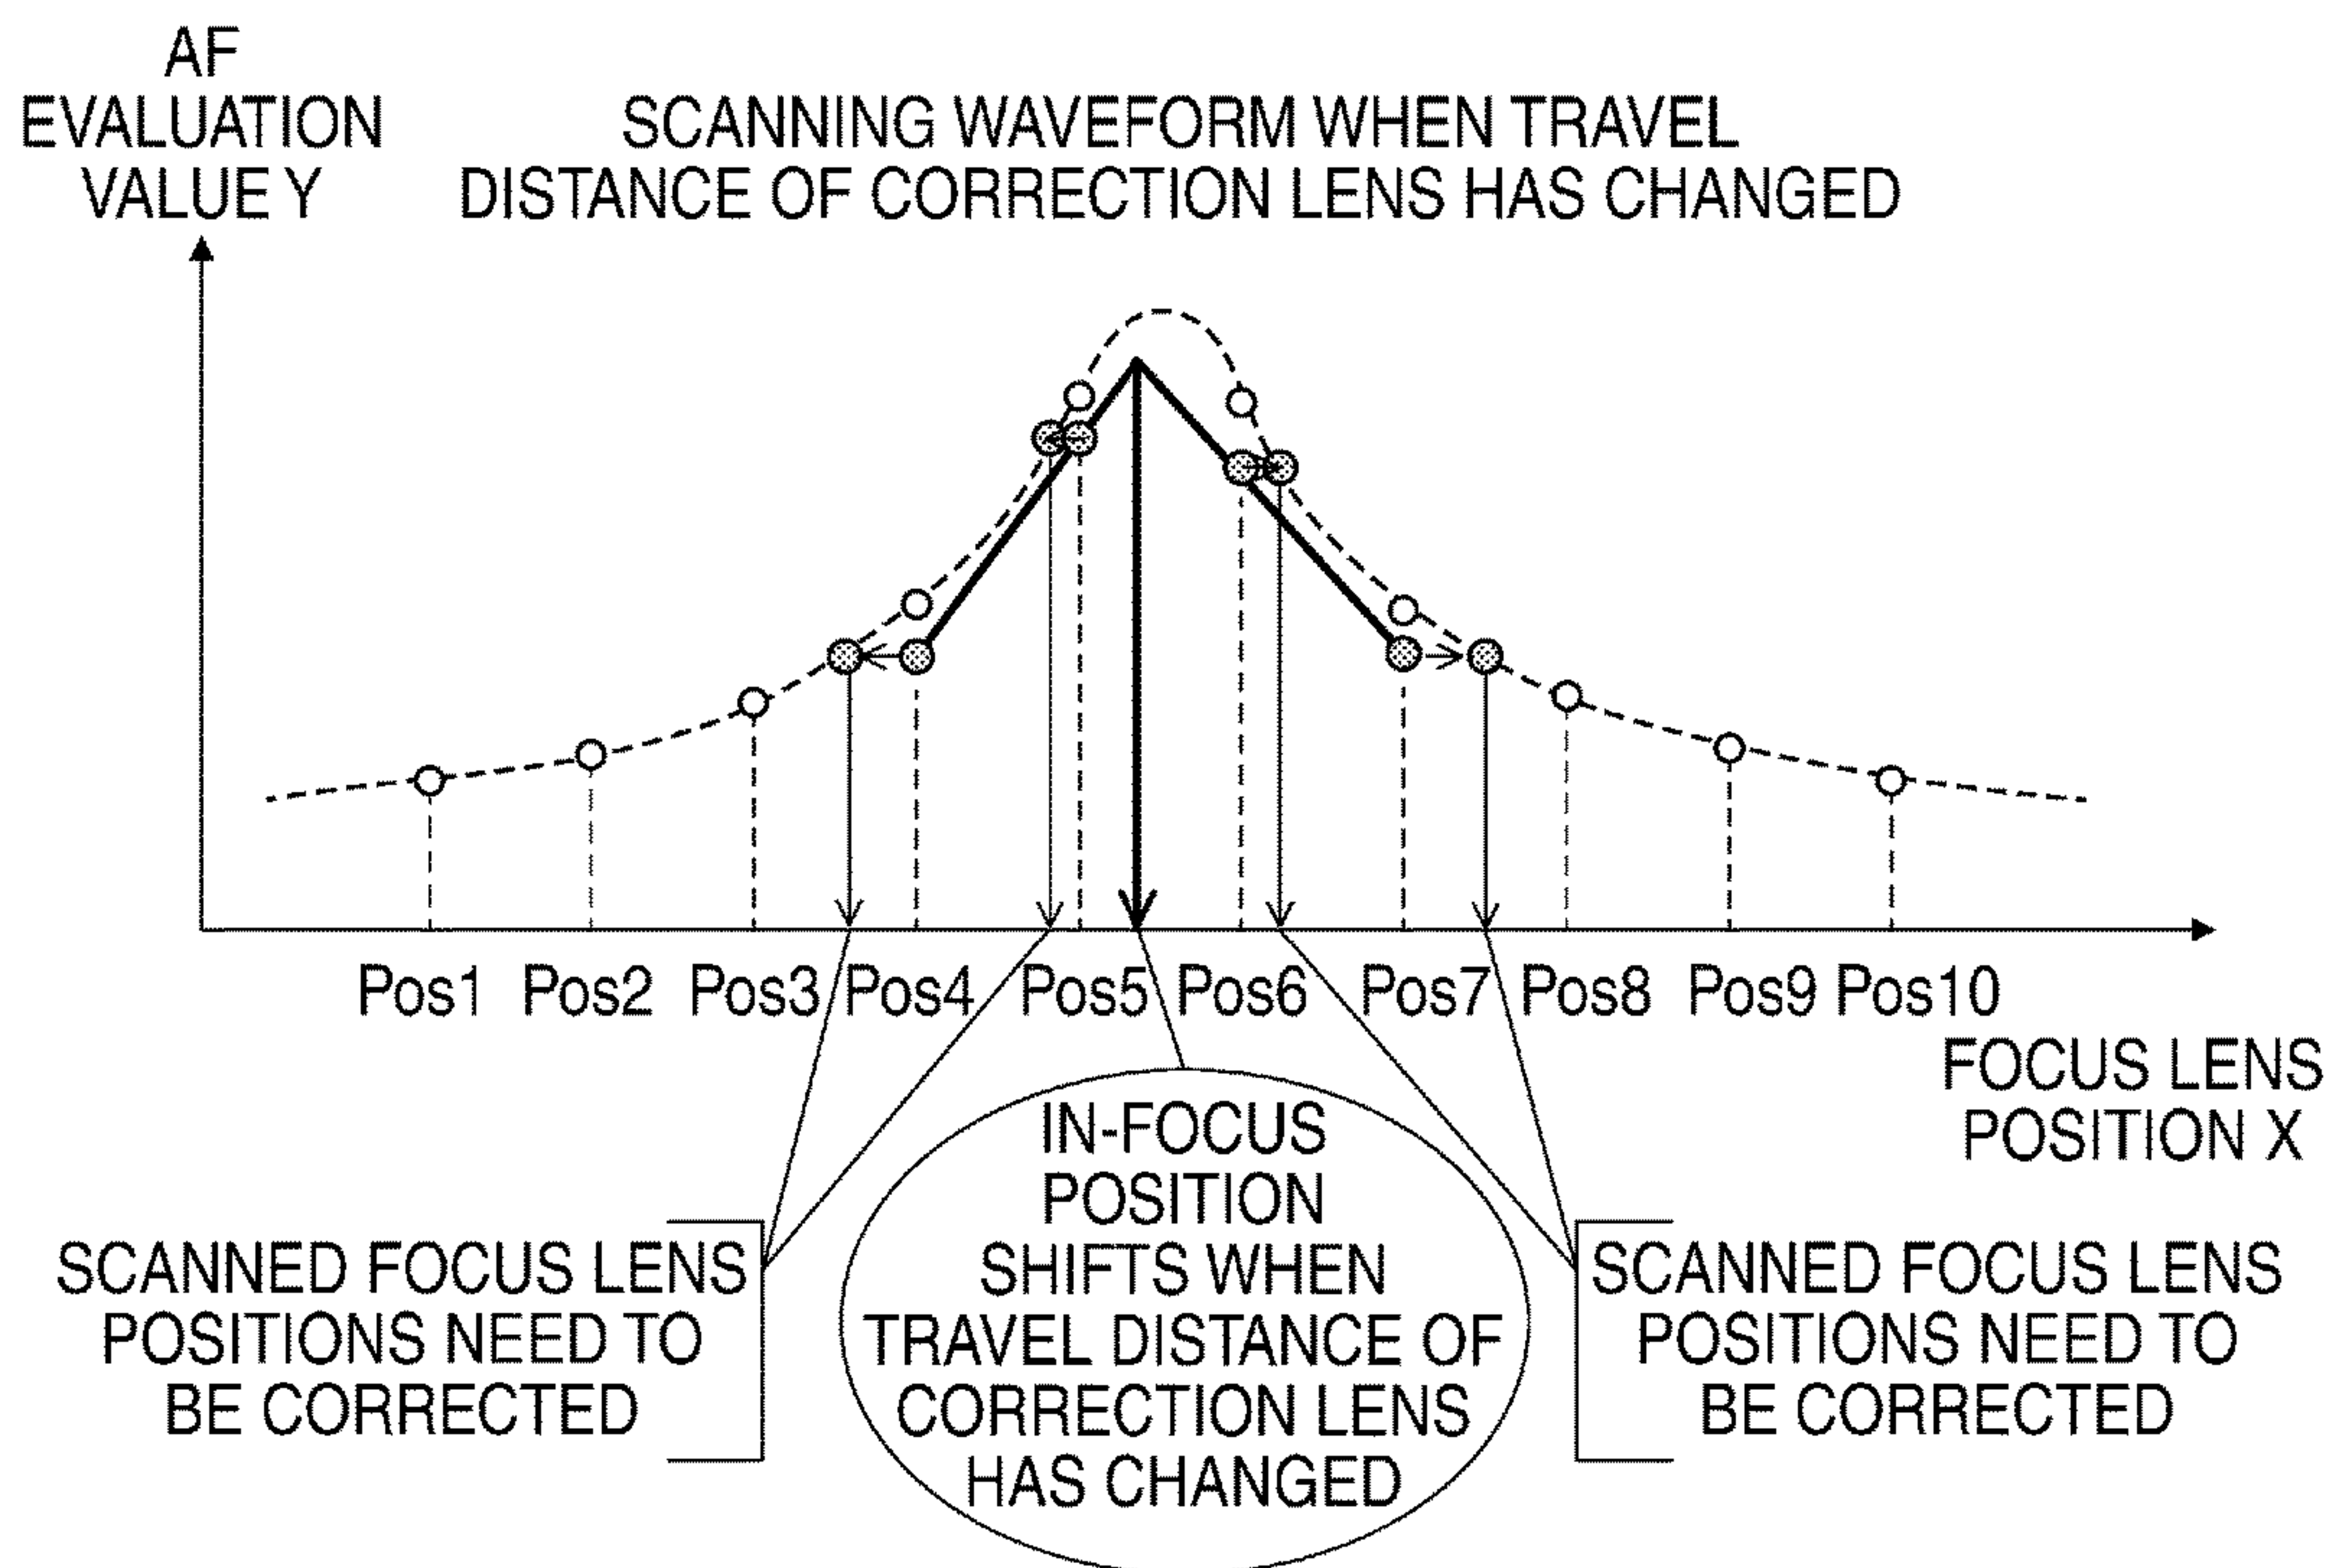 AF
EVALUATION
VALUE Y
SCANNING WAVEFORM WHEN TRAVEL
DISTANCE OF CORRECTION LENS HAS CHANGED
Pos1 Pos2 Pos3 Pos4 Pos5 Pos6 Pos7 Pos8 Pos9 Pos10
FOCUS LENS
POSITION X
SCANNED FOCUS LENS
POSITIONS NEED TO
BE CORRECTED
IN-FOCUS
POSITION
SHIFTS WHEN
TRAVEL DISTANCE OF
CORRECTION LENS
HAS CHANGED
SCANNED FOCUS LENS
POSITIONS NEED TO
BE CORRECTED